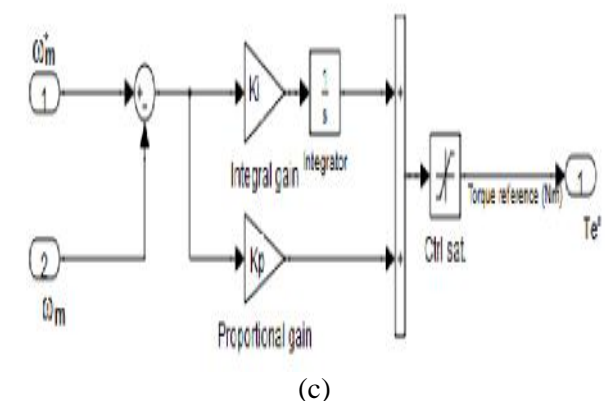 ω*m
1
+
-
Ki
1
s
Integral gain
Integrator
+
2
ωm
Kp
Proportional gain
+
Ctrl sat.
Torque reference (Nm)
1
Te*
(c)